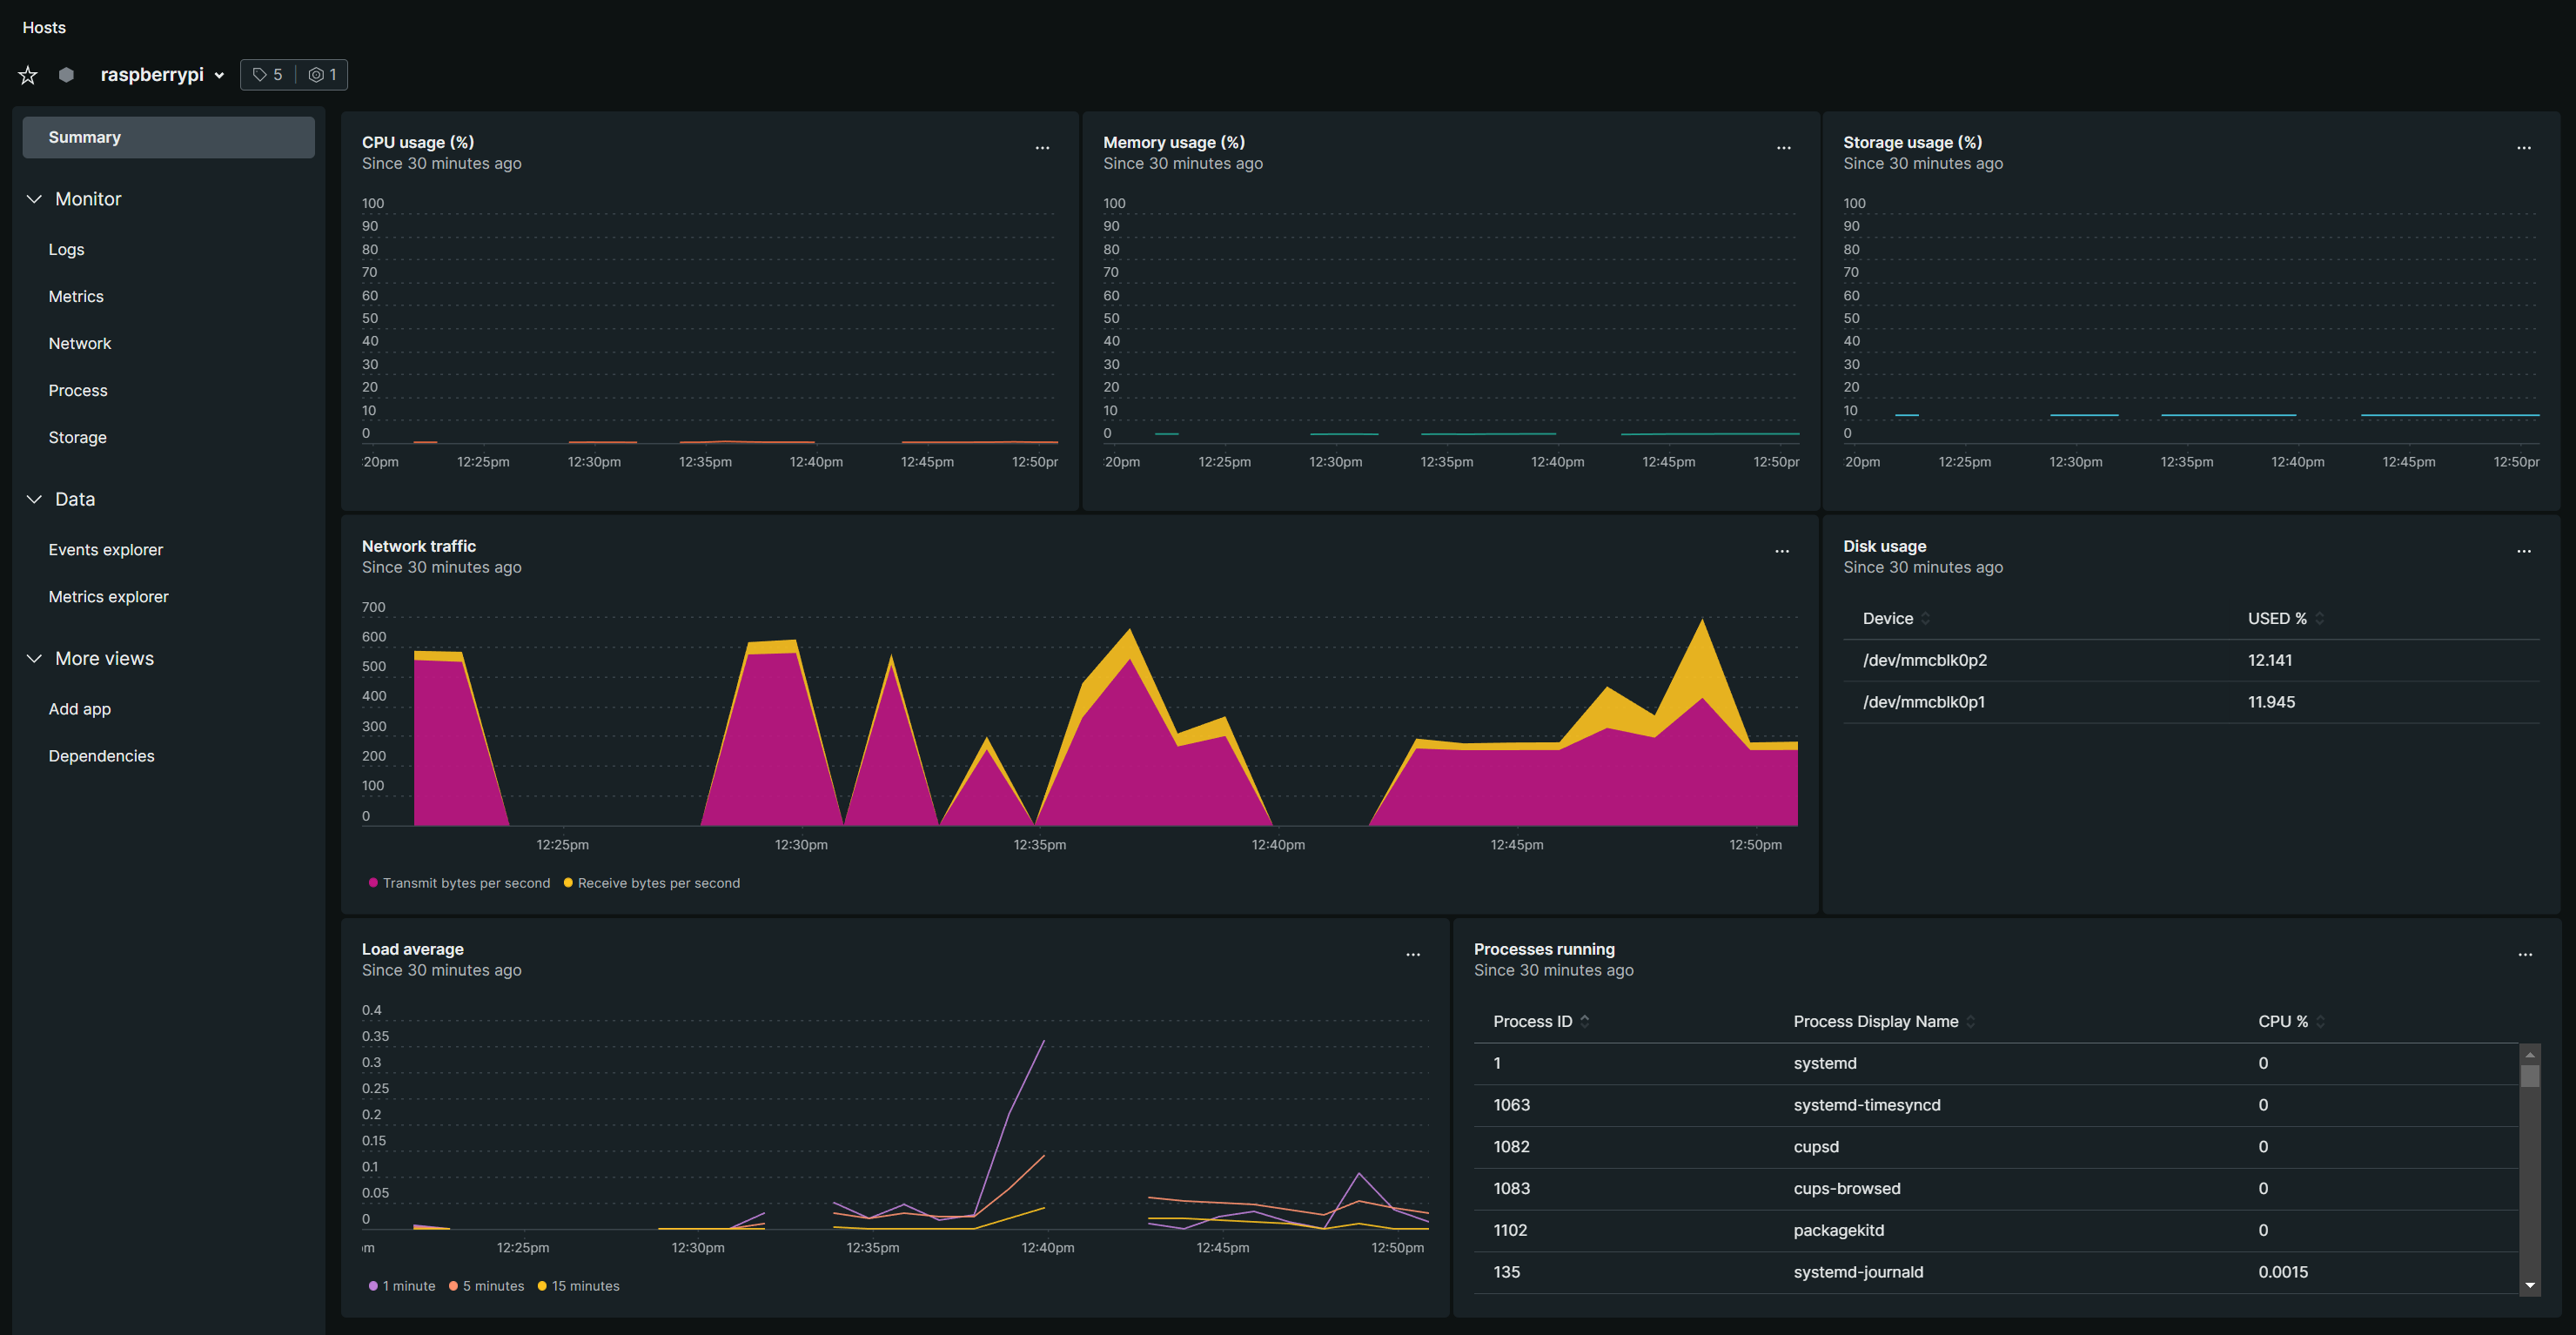 Hosts
raspberrypi 5 1
Summary
Monitor
Logs
Metrics
Network
Process
Storage
Data
Events explorer
Metrics explorer
More views
Add app
Dependencies
CPU usage (%)
Since 30 minutes ago
100
90
80
70
60
50
40
30
20
10
0
:20pm 12:25pm 12:30pm 12:35pm 12:40pm 12:45pm 12:50pr
Memory usage (%)
Since 30 minutes ago
100
90
80
70
60
50
40
30
20
10
0
:20pm 12:25pm 12:30pm 12:35pm 12:40pm 12:45pm 12:50pr
Storage usage (%)
Since 30 minutes ago
100
90
80
70
60
50
40
30
20
10
0
20pm 12:25pm 12:30pm 12:35pm 12:40pm 12:45pm 12:50pr
Network traffic
Since 30 minutes ago
700
600
500
400
300
200
100
0
12:25pm 12:30pm 12:35pm 12:40pm 12:45pm 12:50pm
Transmit bytes per second Receive bytes per second
Disk usage
Since 30 minutes ago
Device USED %
/dev/mmcblk0p2 12.141
/dev/mmcblk0p1 11.945
Load average
Since 30 minutes ago
0.4
0.35
0.3
0.25
0.2
0.15
0.1
0.05
0
m 12:25pm 12:30pm 12:35pm 12:40pm 12:45pm 12:50pm
1 minute 5 minutes 15 minutes
Processes running
Since 30 minutes ago
Process ID Process Display Name CPU %
1 systemd 0
1063 systemd-timesyncd 0
1082 cupsd 0
1083 cups-browsed 0
1102 packagekitd 0
135 systemd-journald 0.0015